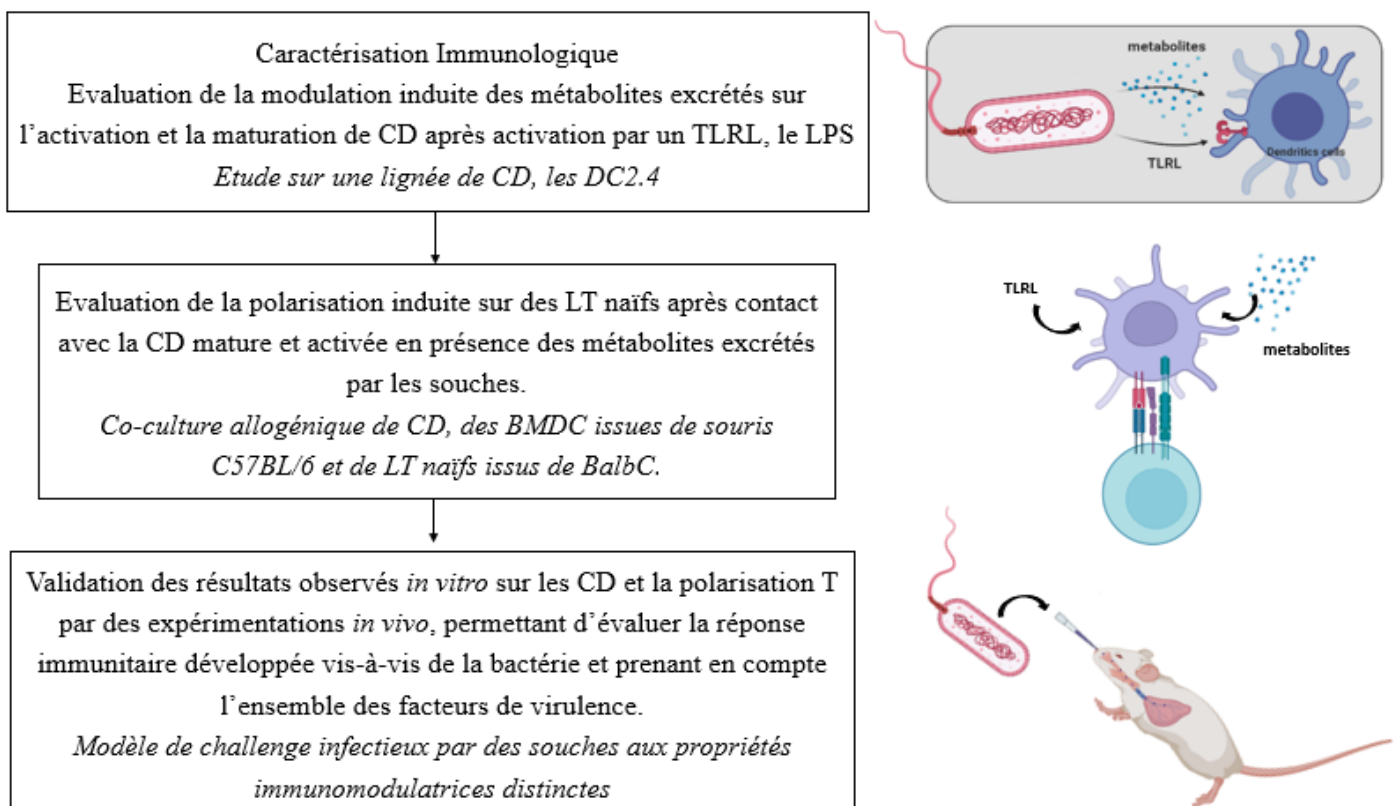 Caractérisation Immunologique
Evaluation de la modulation induite des métabolites excrétés sur
l'activation et la maturation de CD après activation par un TLRL, le LPS
Etude sur une lignée de CD, les DC2.4
metabolites
Dendritics cells
TLRL
Evaluation de la polarisation induite sur des LT naïfs après contact
avec la CD mature et activée en présence des métabolites excrétés
par les souches.
Co-culture allogénique de CD, des BMDC issues de souris
C57BL/6 et de LT naïfs issus de BalbC.
TLRL
metabolites
Validation des résultats observés in vitro sur les CD et la polarisation T
par des expérimentations in vivo, permettant d'évaluer la réponse
immunitaire développée vis-à-vis de la bactérie et prenant en compte
l'ensemble des facteurs de virulence.
Modèle de challenge infectieux par des souches aux propriétés
immunomodulatrices distinctes